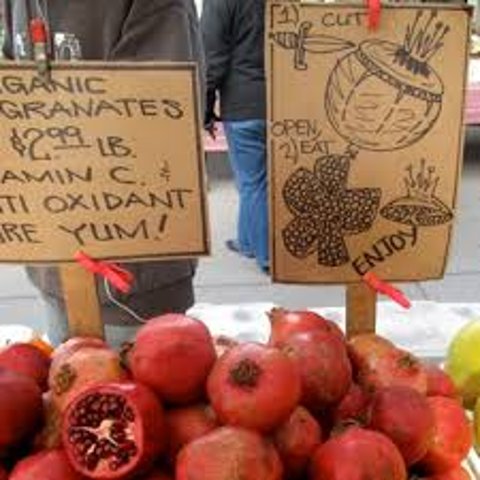 GANIC
GRANATES
$2.99 LB.
AMIN C. +
TI OXIDANT
RE YUM!
[1) CUT
OPEN
2) EAT
ENJOY